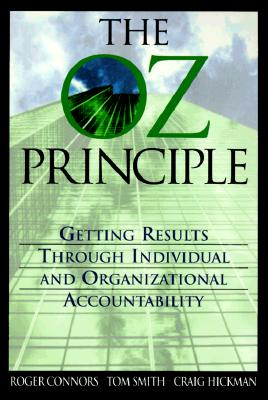 THE
OZ
PRINCIPLE
GETTING RESULTS
THROUGH INDIVIDUAL
AND ORGANIZATIONAL
ACCOUNTABILITY
ROGER CONNORS TOM SMITH CRAIG HICKMAN